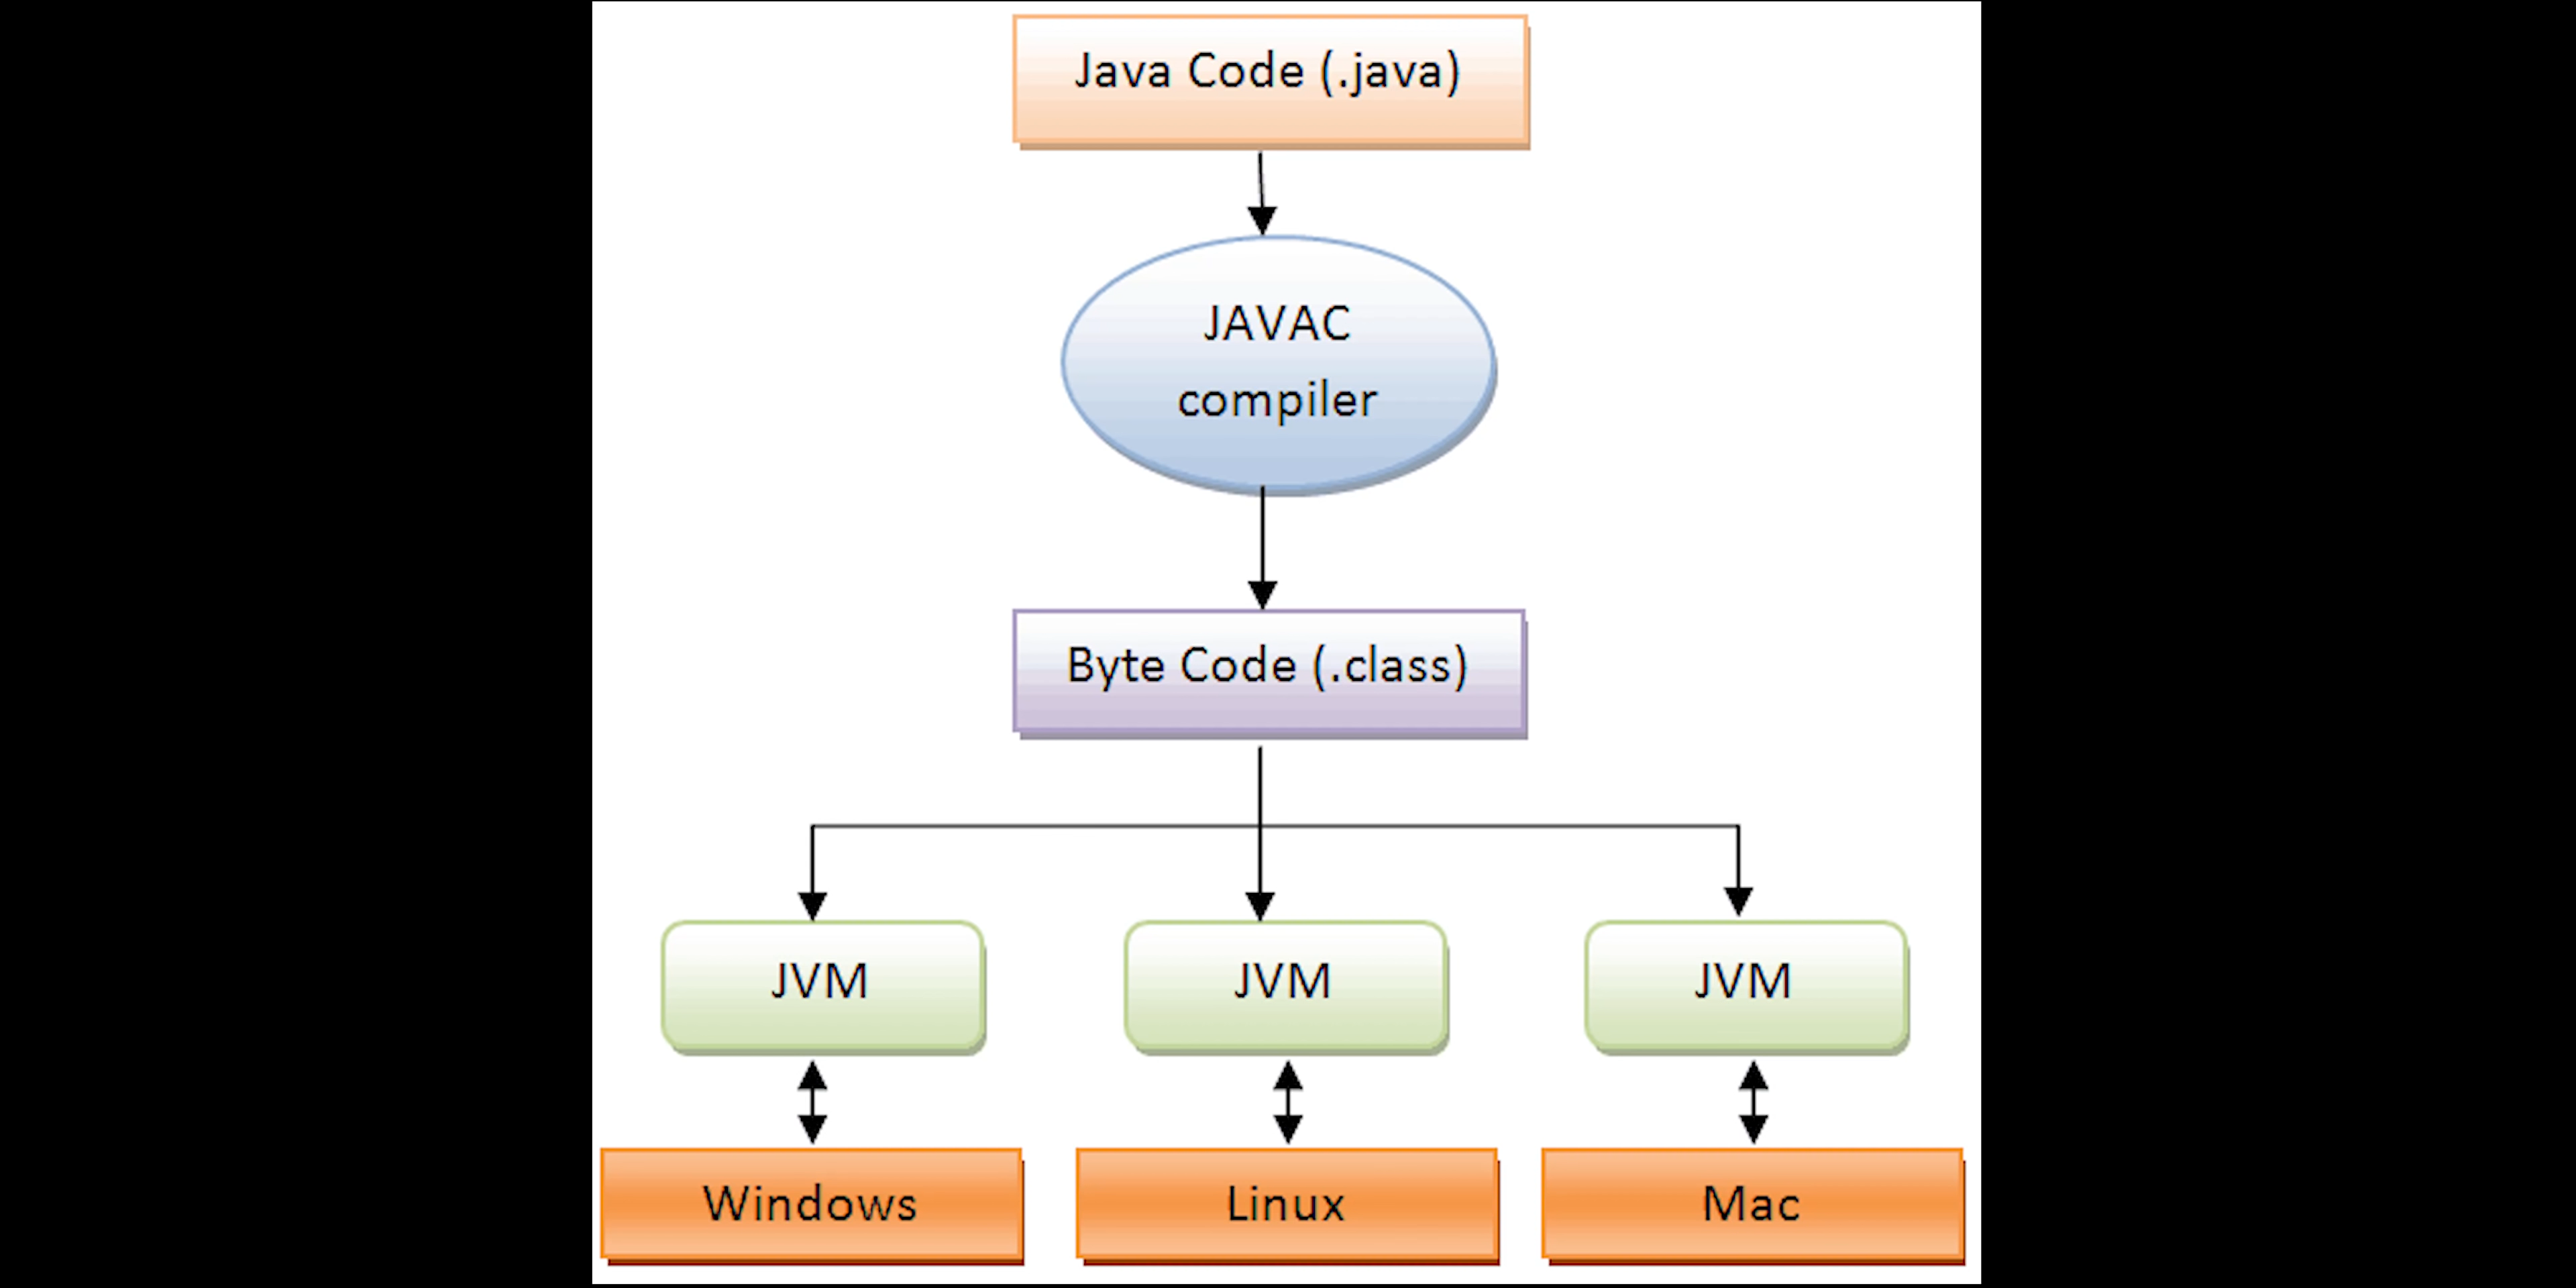 Java Code (.java)
JAVAC
compiler
Byte Code (.class)
JVM
JVM
JVM
Windows
Linux
Mac